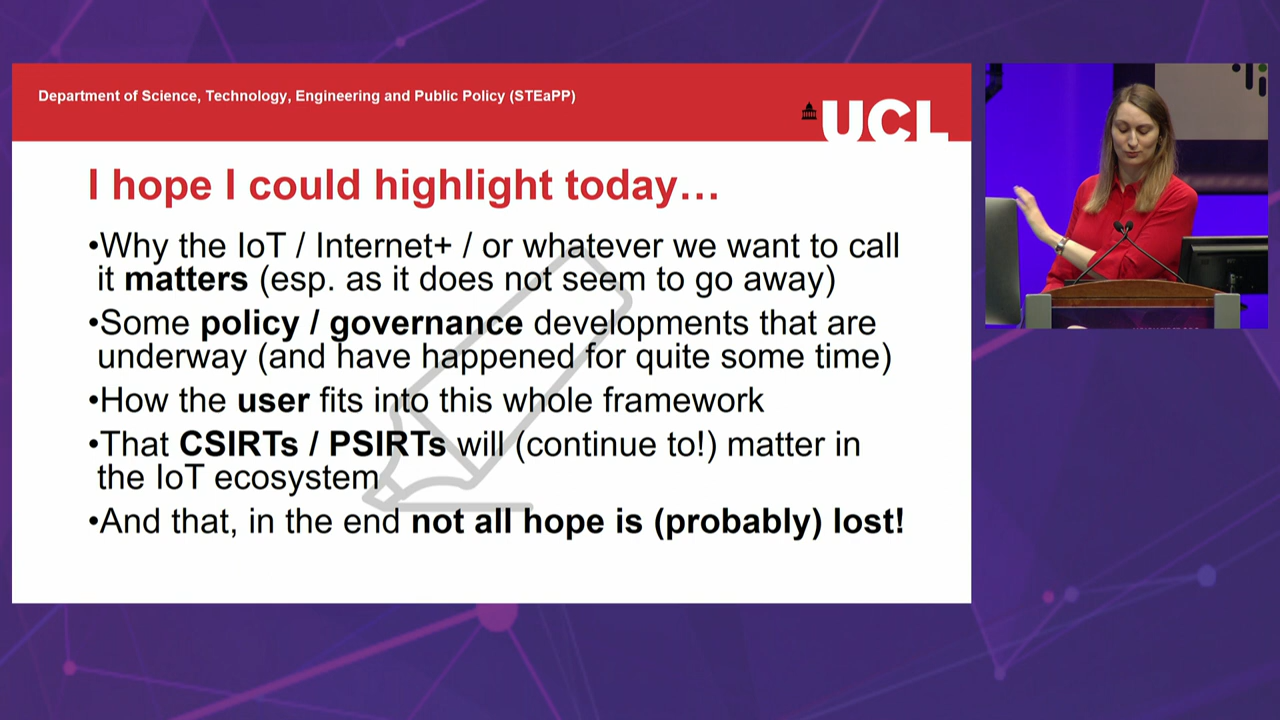 Department of Science, Technology, Engineering and Public Policy (STEaPP)
UCL
I hope I could highlight today…
•Why the IoT / Internet+ / or whatever we want to call
it matters (esp. as it does not seem to go away)
•Some policy / governance developments that are
underway (and have happened for quite some time)
•How the user fits into this whole framework
•That CSIRTs / PSIRTs will (continue to!) matter in
the IoT ecosystem
•And that, in the end not all hope is (probably) lost!